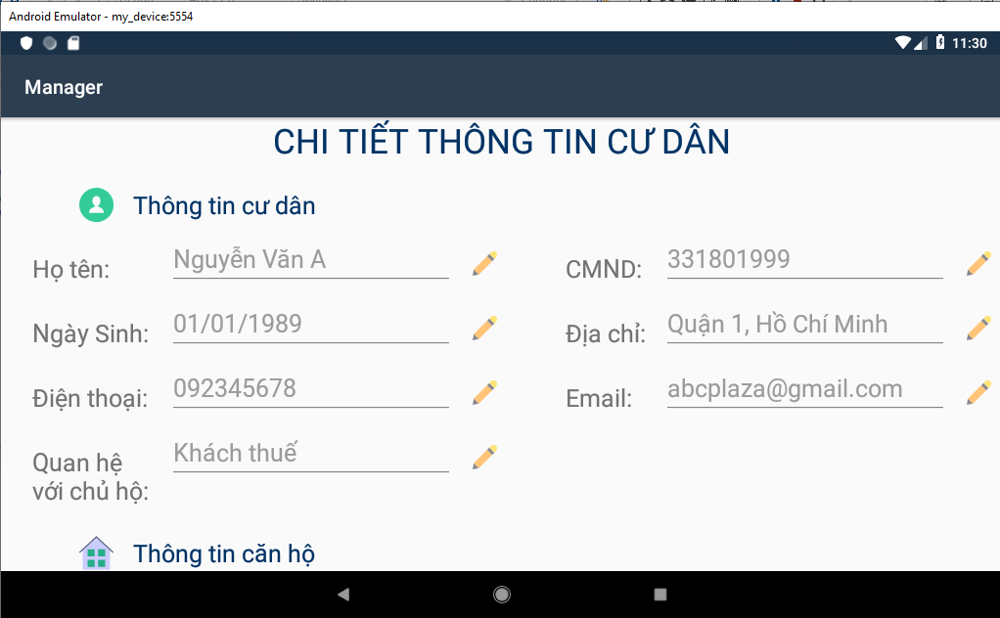 Android Emulator - my_device:5554
11:30
Manager
CHI TIẾT THÔNG TIN CƯ DÂN
Thông tin cư dân
Họ tên: Nguyễn Văn A CMND: 331801999
Ngày Sinh: 01/01/1989 Địa chỉ: Quận 1, Hồ Chí Minh
Điện thoại: 092345678 Email: abcplaza@gmail.com
Quan hệ Khách thuế
với chủ hộ:
Thông tin căn hộ